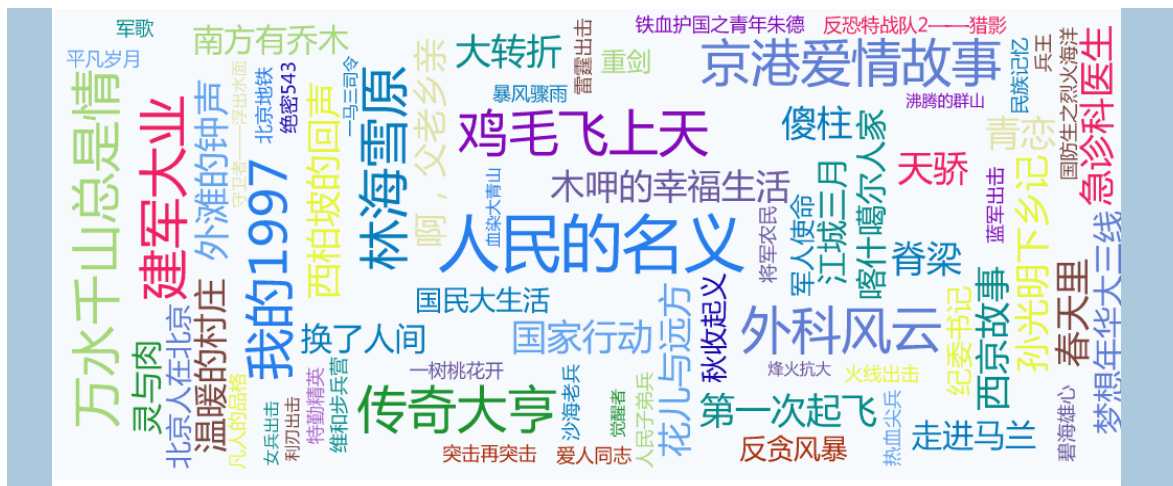 军歌
南方有乔木
大转折
雷霆出击
铁血护国之青年朱德
反恐特战队2——猎影
平凡岁月
北京地铁
绝密543
一马三司令
啊，父老乡亲
暴风骤雨
重剑
京港爱情故事
沸腾的群山
民族记忆
兵王
国防生之烈火海洋
急诊科医生
万水千山总是情
建军大业
外滩的钟声
守卫者——浮出水面
我的1997
西柏坡的回声
林海雪原
鸡毛飞上天
傻柱
青恋
天骄
血染大青山
木呷的幸福生活
人民的名义
将军农民
军人使命
江城三月
喀什噶尔人家
脊梁
蓝军出击
孙光明下乡记
灵与肉
北京人在北京
温暖的村庄
换了人间
国民大生活
国家行动
花儿与远方
秋收起义
外科风云
纪委书记
西京故事
春天里
梦想年华大三线
凡人的品格
女兵出击
利刃出击
特勤精英
维和步兵营
一树桃花开
传奇大亨
沙海老兵
觉醒者
人民子弟兵
第一次起飞
烽火抗大
火线出击
突击再突击
爱人同志
反贪风暴
热血尖兵
走进马兰
碧海雄心